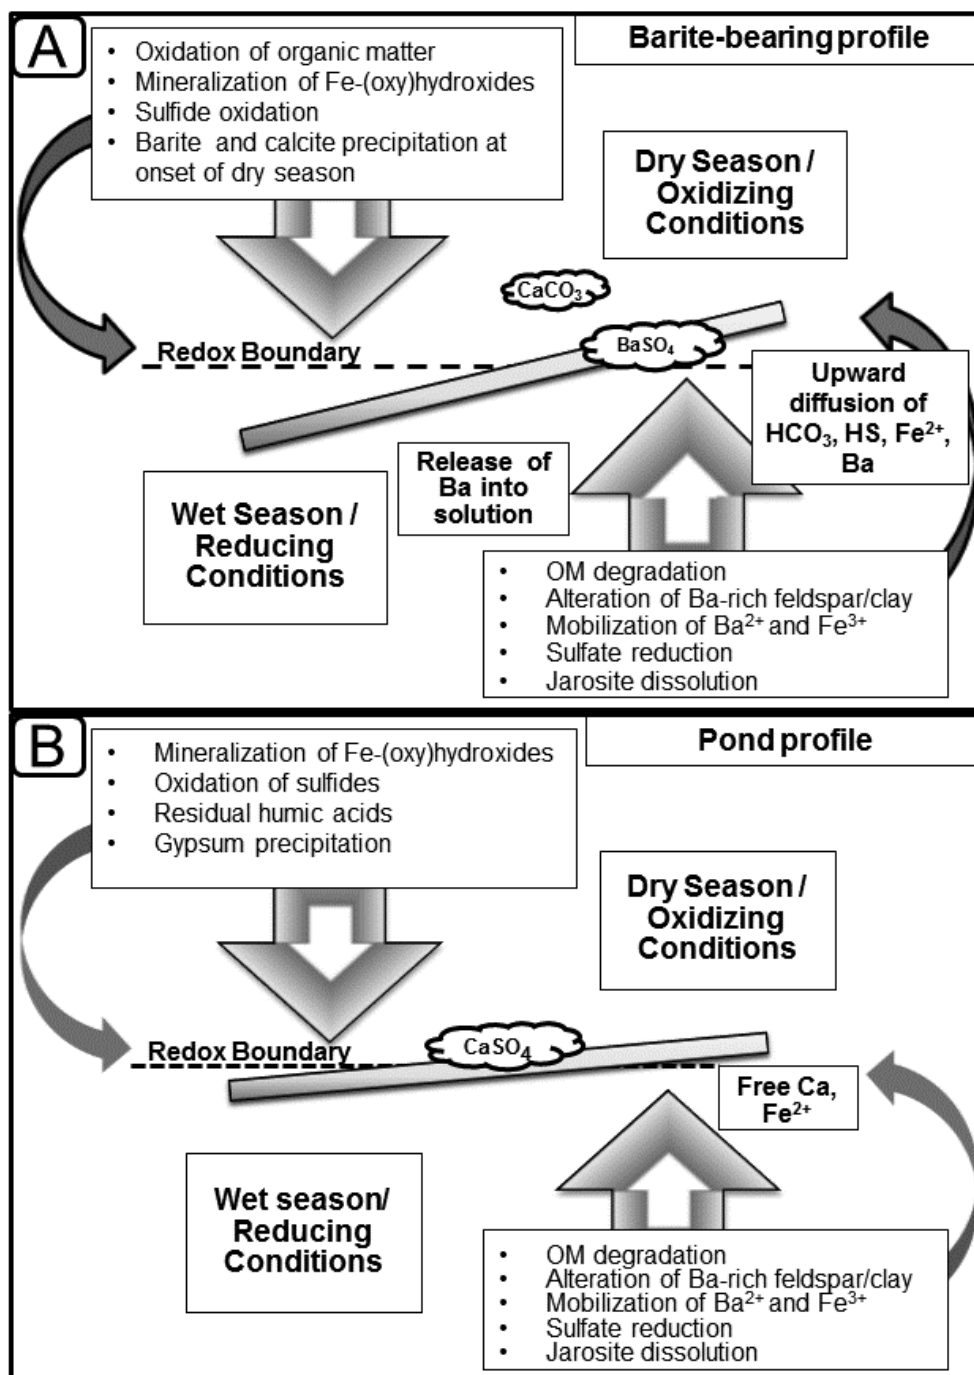 A
Barite-bearing profile
• Oxidation of organic matter
• Mineralization of Fe-(oxy)hydroxides
• Sulfide oxidation
• Barite and calcite precipitation at
onset of dry season
Dry Season /
Oxidizing
Conditions
CaCO₃
Redox Boundary
BaSO₄
Upward
diffusion of
HCO₃, HS, Fe²⁺,
Ba
Release of
Ba into
solution
Wet Season /
Reducing
Conditions
• OM degradation
• Alteration of Ba-rich feldspar/clay
• Mobilization of Ba²⁺ and Fe³⁺
• Sulfate reduction
• Jarosite dissolution
B
Pond profile
• Mineralization of Fe-(oxy)hydroxides
• Oxidation of sulfides
• Residual humic acids
• Gypsum precipitation
Dry Season /
Oxidizing
Conditions
Redox Boundary
CaSO₄
Free Ca,
Fe²⁺
Wet season/
Reducing
Conditions
• OM degradation
• Alteration of Ba-rich feldspar/clay
• Mobilization of Ba²⁺ and Fe³⁺
• Sulfate reduction
• Jarosite dissolution